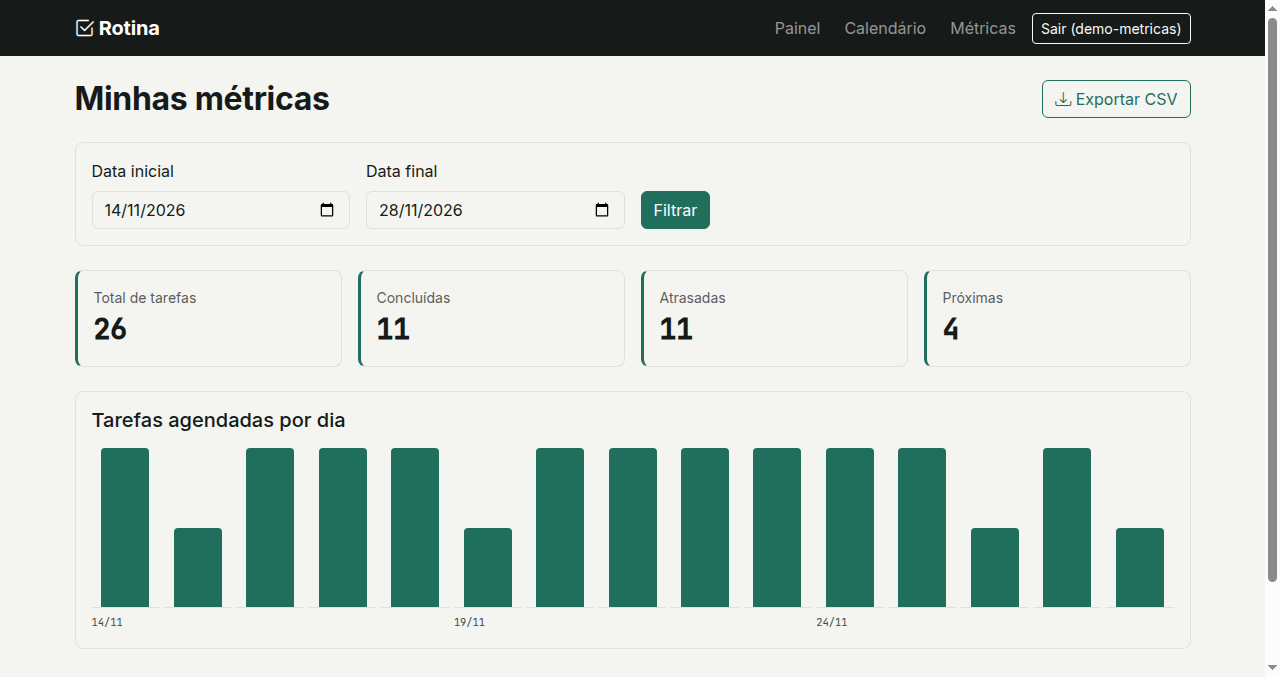 Rotina
Painel Calendário Métricas Sair (demo-metricas)
Minhas métricas
Exportar CSV
Data inicial Data final
14/11/2026 28/11/2026 Filtrar
Total de tarefas Concluídas Atrasadas Próximas
26 11 11 4
Tarefas agendadas por dia
14/11 19/11 24/11